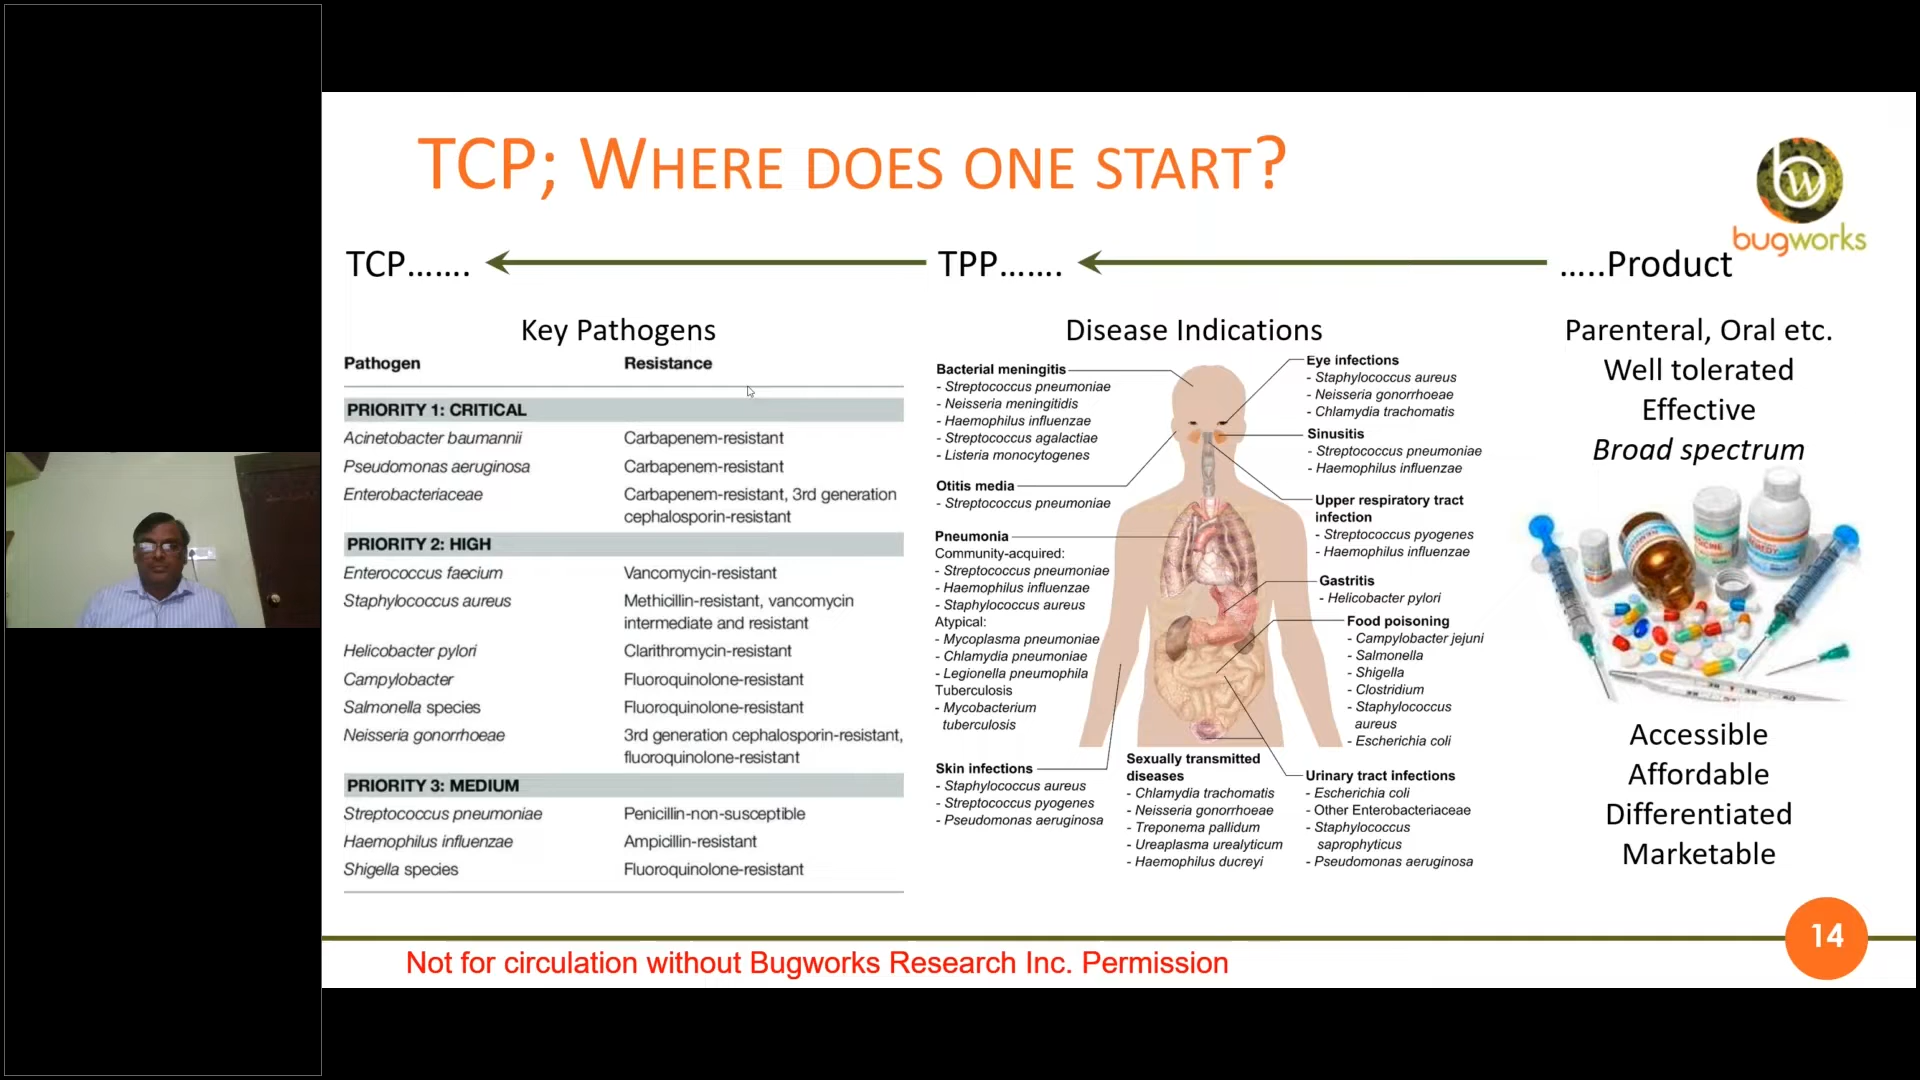 TCP; WHERE DOES ONE START?
bugworks
TCP.......
TPP.......
.....Product
Key Pathogens
Pathogen Resistance
PRIORITY 1: CRITICAL
Acinetobacter baumannii Carbapenem-resistant
Pseudomonas aeruginosa Carbapenem-resistant
Enterobacteriaceae Carbapenem-resistant, 3rd generation
cephalosporin-resistant
PRIORITY 2: HIGH
Enterococcus faecium Vancomycin-resistant
Staphylococcus aureus Methicillin-resistant, vancomycin
intermediate and resistant
Helicobacter pylori Clarithromycin-resistant
Campylobacter Fluoroquinolone-resistant
Salmonella species Fluoroquinolone-resistant
Neisseria gonorrhoeae 3rd generation cephalosporin-resistant,
fluoroquinolone-resistant
PRIORITY 3: MEDIUM
Streptococcus pneumoniae Penicillin-non-susceptible
Haemophilus influenzae Ampicillin-resistant
Shigella species Fluoroquinolone-resistant
Disease Indications
Bacterial meningitis
- Streptococcus pneumoniae
- Neisseria meningitidis
- Haemophilus influenzae
- Streptococcus agalactiae
- Listeria monocytogenes
Otitis media
- Streptococcus pneumoniae
Pneumonia
Community-acquired:
- Streptococcus pneumoniae
- Haemophilus influenzae
- Staphylococcus aureus
Atypical:
- Mycoplasma pneumoniae
- Chlamydia pneumoniae
- Legionella pneumophila
Tuberculosis
- Mycobacterium
tuberculosis
Skin infections
- Staphylococcus aureus
- Streptococcus pyogenes
- Pseudomonas aeruginosa
Eye infections
- Staphylococcus aureus
- Neisseria gonorrhoeae
- Chlamydia trachomatis
Sinusitis
- Streptococcus pneumoniae
- Haemophilus influenzae
Upper respiratory tract
infection
- Streptococcus pyogenes
- Haemophilus influenzae
Gastritis
- Helicobacter pylori
Food poisoning
- Campylobacter jejuni
- Salmonella
- Shigella
- Clostridium
- Staphylococcus
aureus
- Escherichia coli
Sexually transmitted
diseases
- Chlamydia trachomatis
- Neisseria gonorrhoeae
- Treponema pallidum
- Ureaplasma urealyticum
- Haemophilus ducreyi
Urinary tract infections
- Escherichia coli
- Other Enterobacteriaceae
- Staphylococcus
saprophyticus
- Pseudomonas aeruginosa
Parenteral, Oral etc.
Well tolerated
Effective
Broad spectrum
Accessible
Affordable
Differentiated
Marketable
14
Not for circulation without Bugworks Research Inc. Permission